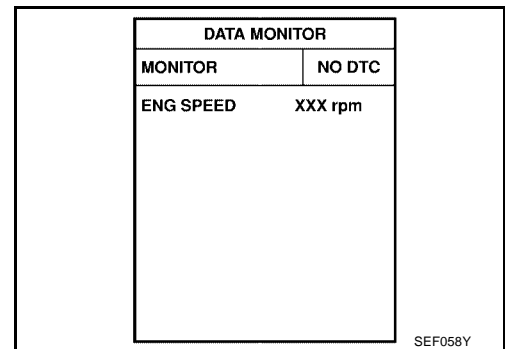 DATA MONITOR
MONITOR NO DTC
ENG SPEED XXX rpm
SEF058Y